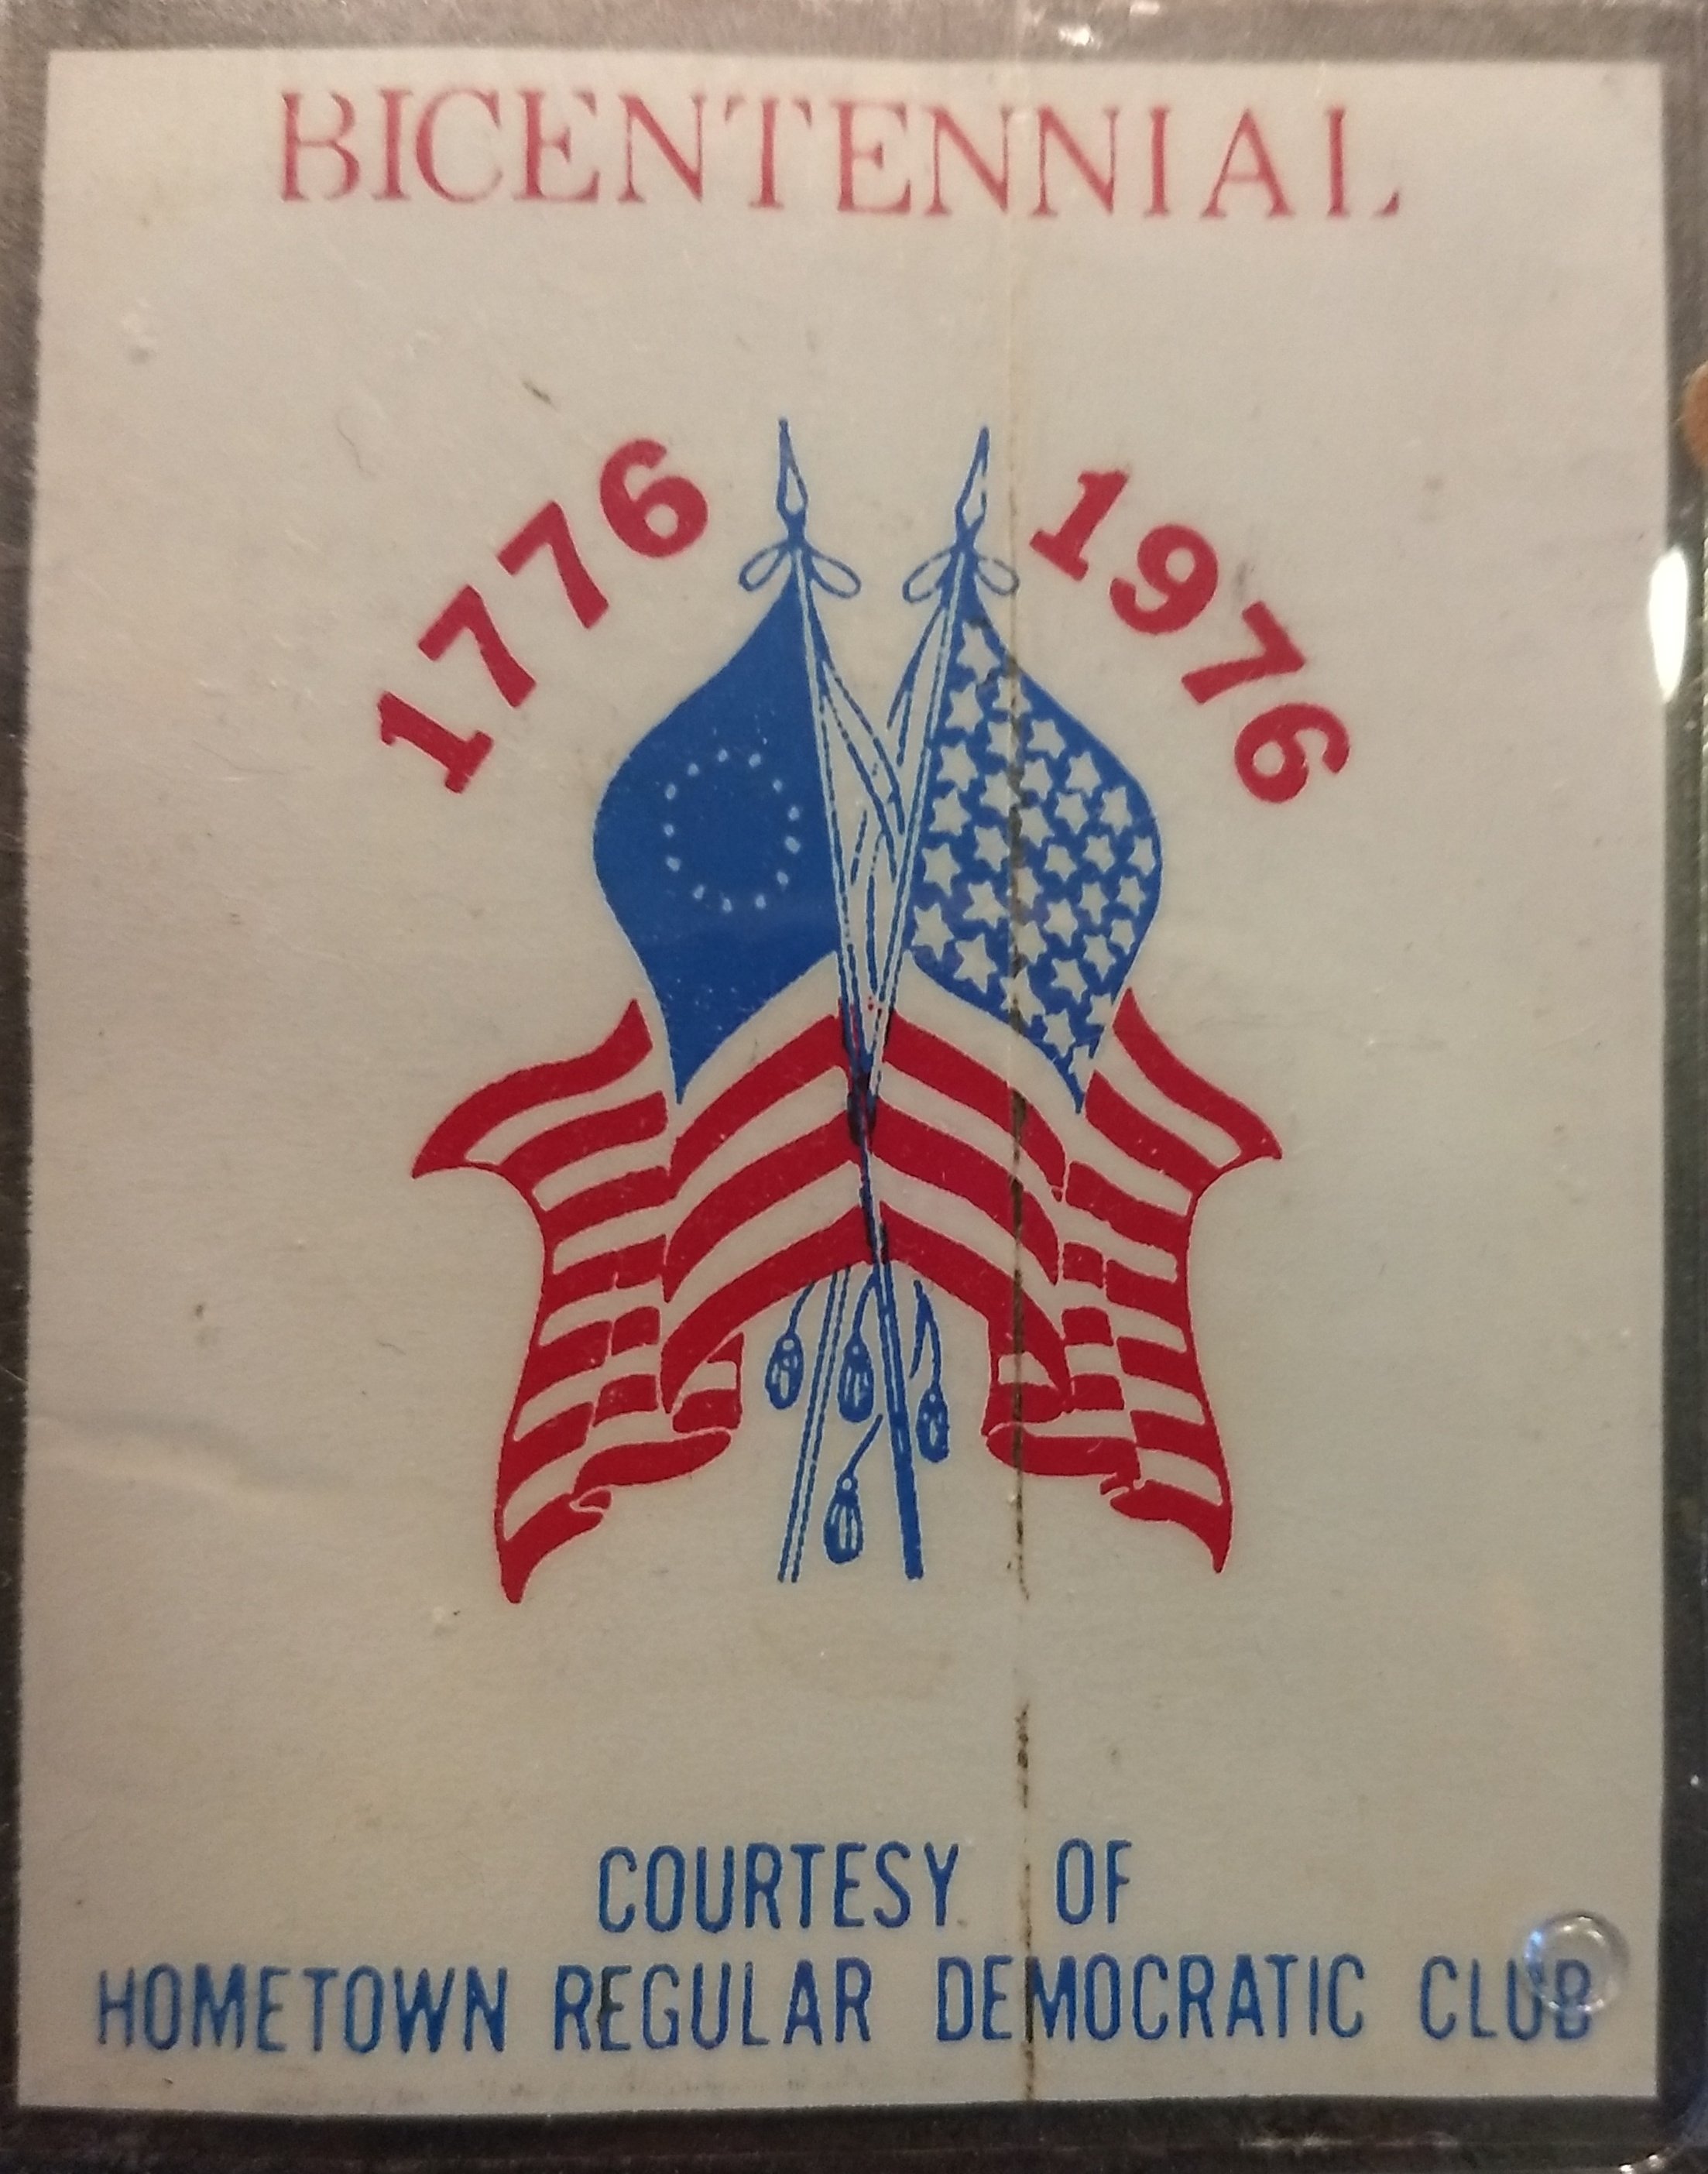 BICENTENNIAL
1776 1976
COURTESY OF
HOMETOWN REGULAR DEMOCRATIC CLUB